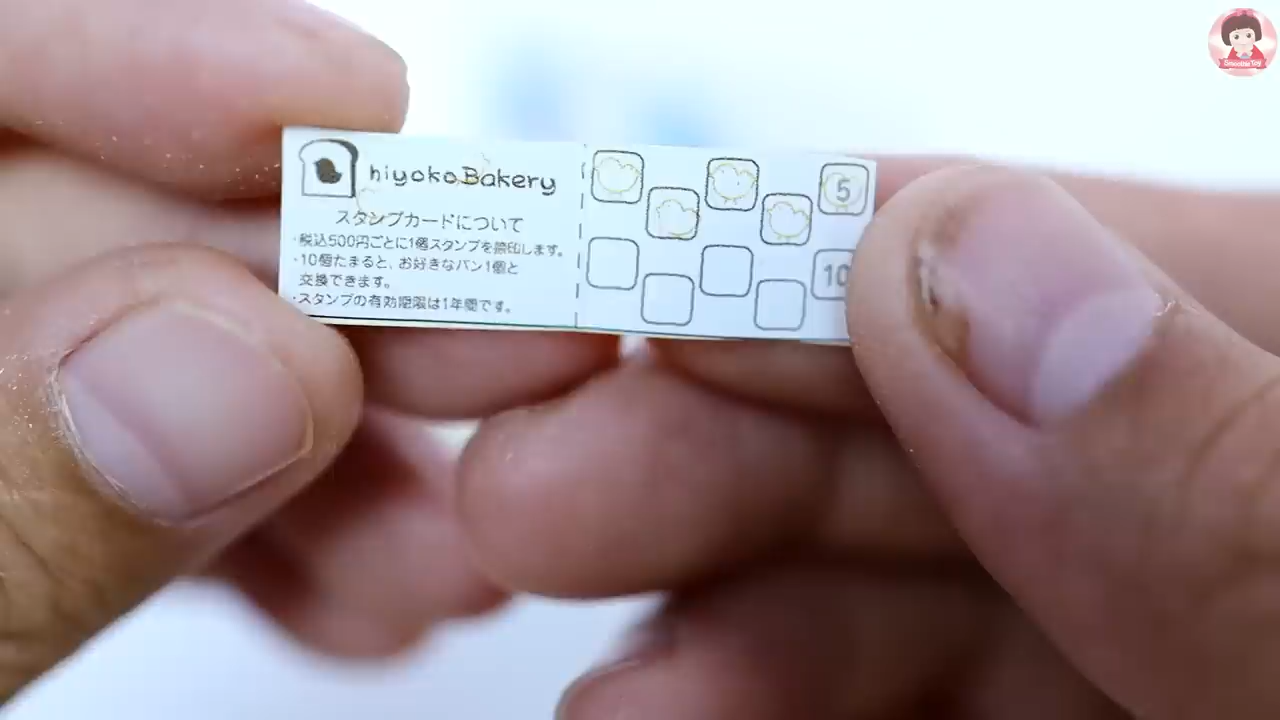 hiyoko Bakery
スタンプカードについて
・税込500円ごとに1個スタンプを捺印します。
・10個たまると、お好きなパン1個と
交換できます。
・スタンプの有効期限は1年間です。
5
10
Smoothie Toy